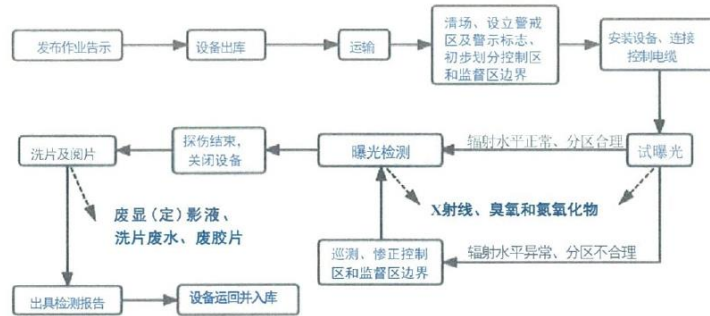 发布作业告示
设备出库
运输
清场、设立警戒
区及警示标志、
初步划分控制区
和监督区边界
安装设备、连接
控制电缆
洗片及阅片
探伤结束,
关闭设备
曝光检测
辐射水平正常、分区合理
试曝光
废显(定)影液、
洗片废水、废胶片
X射线、臭氧和氮氧化物
巡测、修正控制
区和监督区边界
辐射水平异常、分区不合理
出具检测报告
设备运回并入库